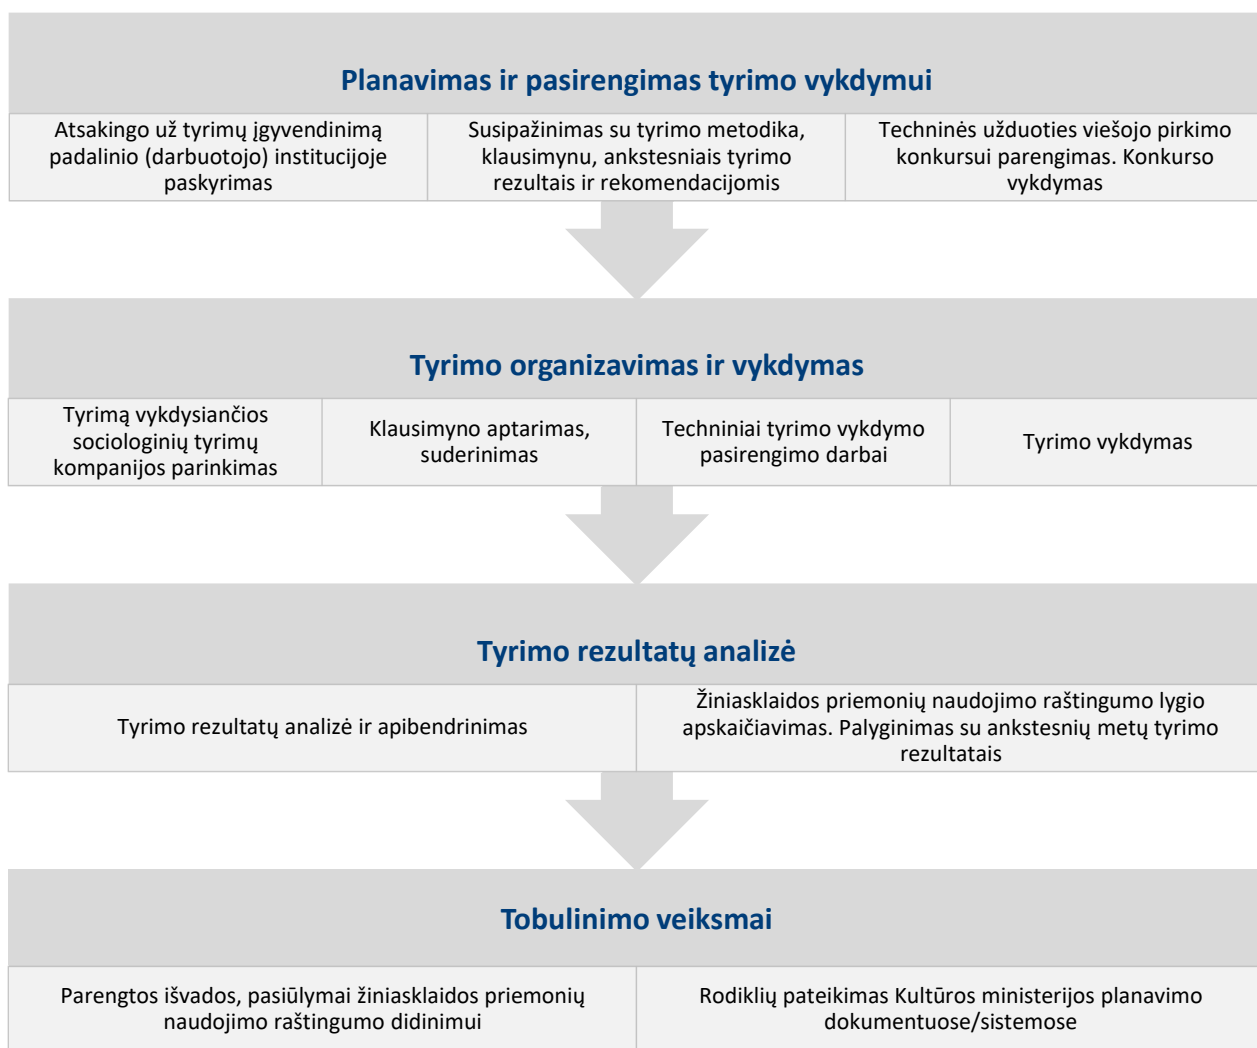 Planavimas ir pasirengimas tyrimo vykdymui
Atsakingo už tyrimų įgyvendinimą
padalinio (darbuotojo) institucijoje
paskyrimas
Susipažinimas su tyrimo metodika,
klausimynu, ankstesniais tyrimo
rezultais ir rekomendacijomis
Techninės užduoties viešojo pirkimo
konkursui parengimas. Konkurso
vykdymas
Tyrimo organizavimas ir vykdymas
Tyrimą vykdysiančios
sociologinių tyrimų
kompanijos parinkimas
Klausimyno aptarimas,
suderinimas
Techniniai tyrimo vykdymo
pasirengimo darbai
Tyrimo vykdymas
Tyrimo rezultatų analizė
Tyrimo rezultatų analizė ir apibendrinimas
Žiniasklaidos priemonių naudojimo raštingumo lygio
apskaičiavimas. Palyginimas su ankstesnių metų tyrimo
rezultatais
Tobulinimo veiksmai
Parengtos išvados, pasiūlymai žiniasklaidos priemonių
naudojimo raštingumo didinimui
Rodiklių pateikimas Kultūros ministerijos planavimo
dokumentuose/sistemose